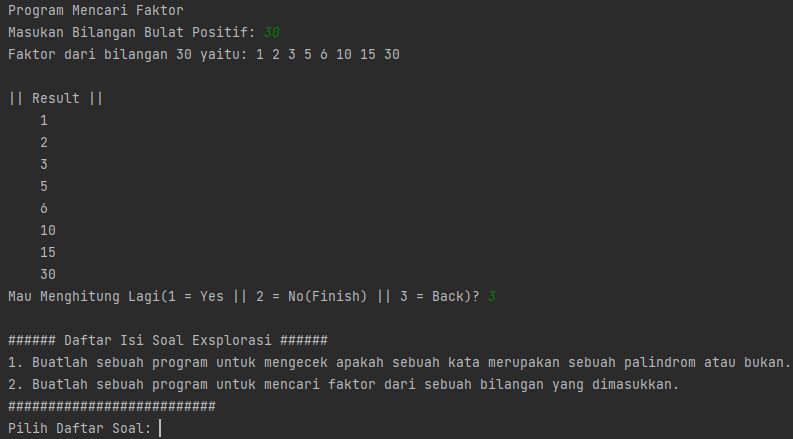 Program Mencari Faktor
Masukan Bilangan Bulat Positif: 30
Faktor dari bilangan 30 yaitu: 1 2 3 5 6 10 15 30
|| Result ||
1
2
3
5
6
10
15
30
Mau Menghitung Lagi(1 = Yes || 2 = No(Finish) || 3 = Back)? 3
###### Daftar Isi Soal Exsplorasi ######
1. Buatlah sebuah program untuk mengecek apakah sebuah kata merupakan sebuah palindrom atau bukan.
2. Buatlah sebuah program untuk mencari faktor dari sebuah bilangan yang dimasukkan.
##########################
Pilih Daftar Soal: